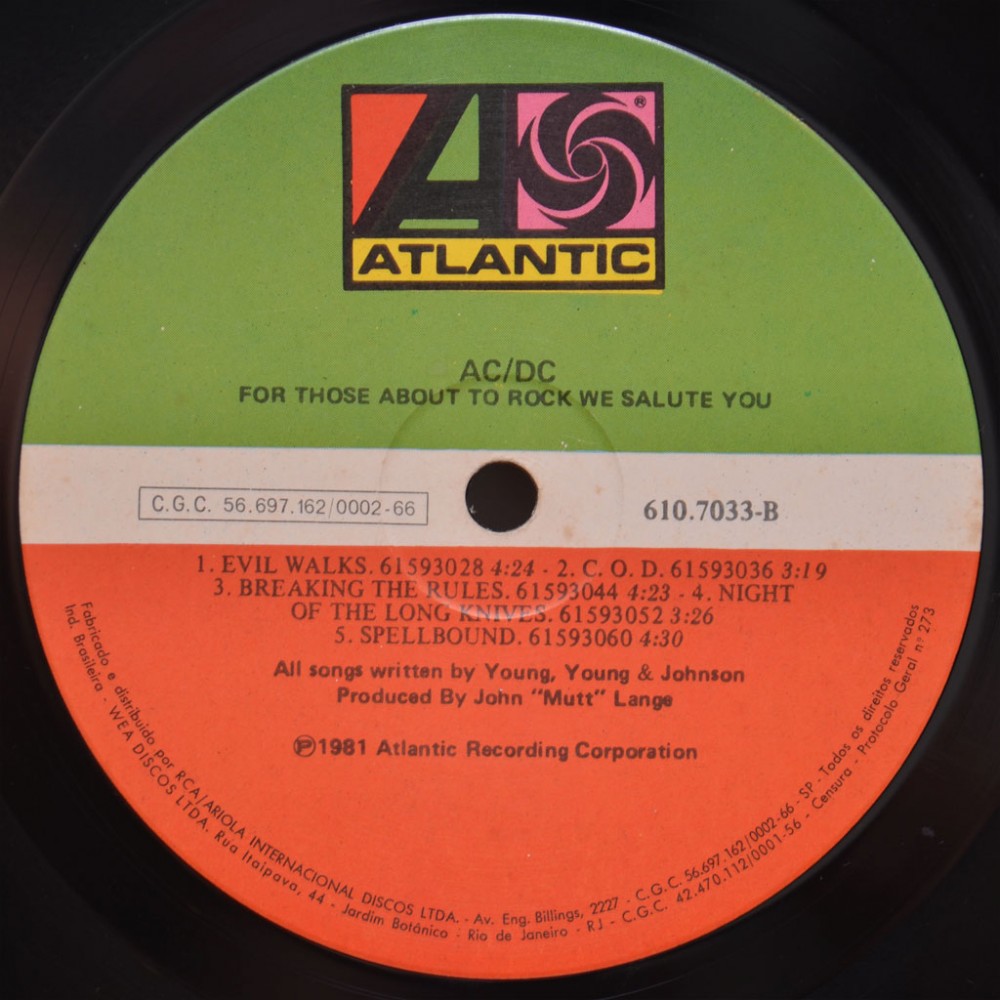 ®
ATLANTIC
AC/DC
FOR THOSE ABOUT TO ROCK WE SALUTE YOU
C.G.C. 56.697.162/0002-66
610.7033-B
1. EVIL WALKS. 61593028 4:24 - 2. C. O. D. 61593036 3:19
3. BREAKING THE RULES. 61593044 4:23 - 4. NIGHT
OF THE LONG KNIVES. 61593052 3:26
5. SPELLBOUND. 61593060 4:30
All songs written by Young, Young & Johnson
Produced By John "Mutt" Lange
Ⓟ1981 Atlantic Recording Corporation
Fabricado e distribuido por RCA/ARIOLA INTERNACIONAL DISCOS LTDA. - Av. Eng. Billings, 2227 - C.G.C. 56.697.162/0002-66 - SP - Todos os direitos reservados
Ind. Brasileira - WEA DISCOS LTDA. Rua Itaipava, 44 - Jardim Botânico - Rio de Janeiro - RJ - C.G.C. 42.470.112/0001-56 - Censura - Protocolo Geral nº 273